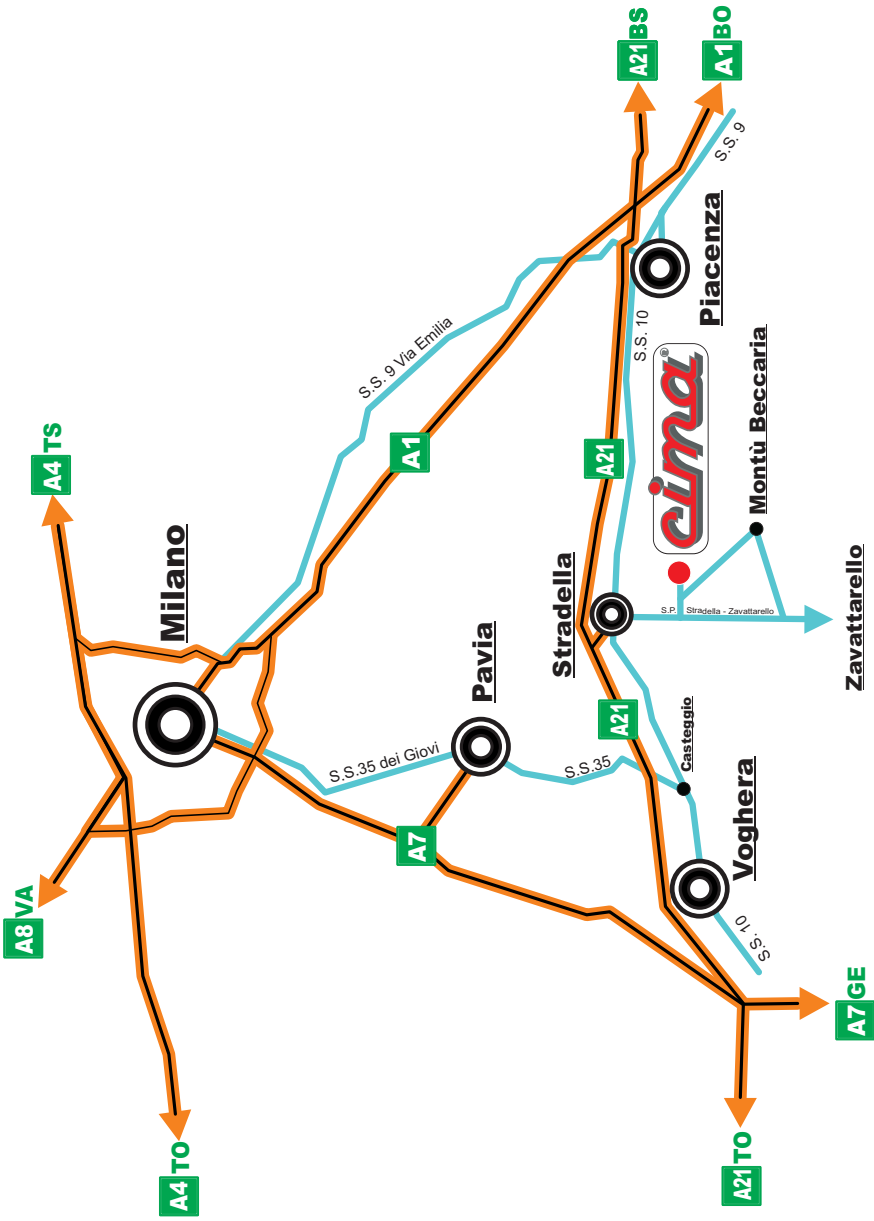 A4 TS
A8 VA
Milano
A4 TO
S.S. 9 Via Emilia
A1
S.S.35 dei Giovi
Pavia
A7
S.S.35
A21 BS
A1 BO
S.S. 9
Piacenza
S.S. 10
A21
cima®
Stradella
S.P. Stradella - Zavattarello
Montù Beccaria
Zavattarello
A21
Casteggio
Voghera
S.S. 10
A7 GE
A21 TO